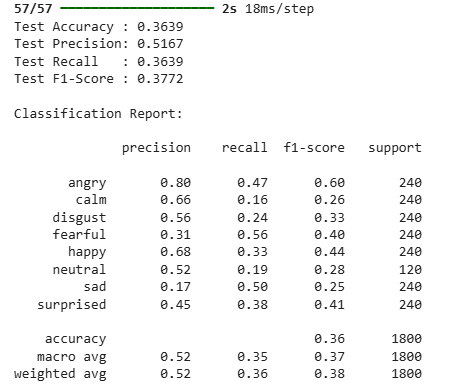 57/57 ━━━━━━━━━━━━━━━━━━━━ 2s 18ms/step
Test Accuracy : 0.3639
Test Precision: 0.5167
Test Recall   : 0.3639
Test F1-Score : 0.3772
Classification Report:
precision    recall  f1-score   support
angry       0.80      0.47      0.60       240
calm       0.66      0.16      0.26       240
disgust       0.56      0.24      0.33       240
fearful       0.31      0.56      0.40       240
happy       0.68      0.33      0.44       240
neutral       0.52      0.19      0.28       120
sad       0.17      0.50      0.25       240
surprised       0.45      0.38      0.41       240
accuracy                           0.36      1800
macro avg       0.52      0.35      0.37      1800
weighted avg       0.52      0.36      0.38      1800